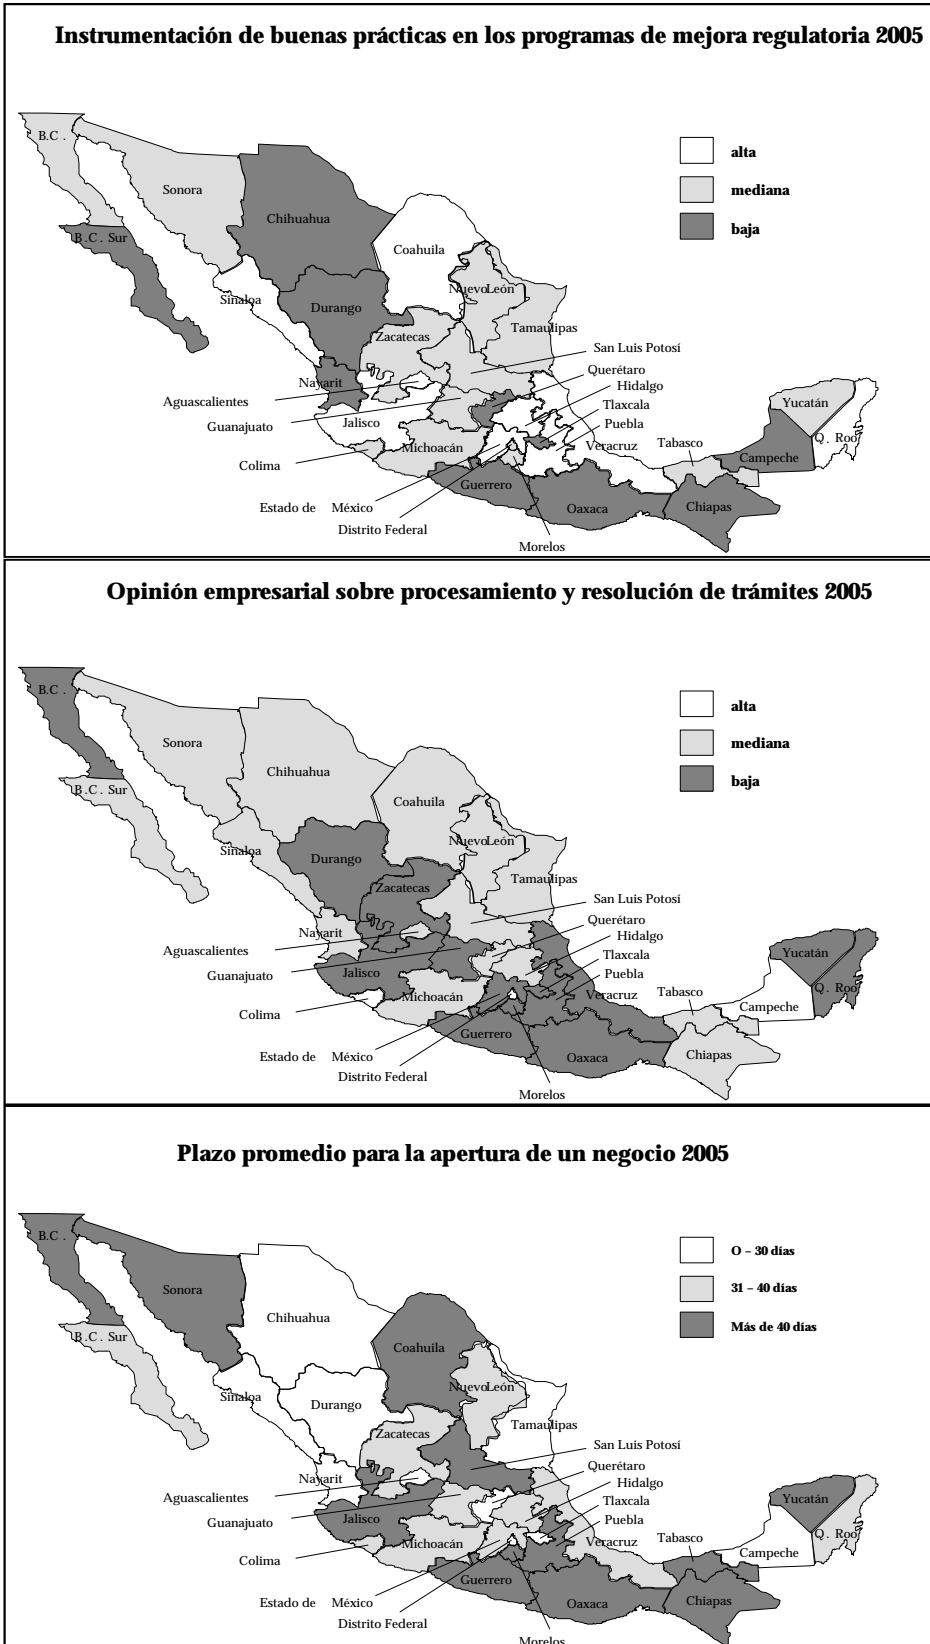 Instrumentación de buenas prácticas en los programas de mejora regulatoria 2005
B.C .
alta
Sonora
mediana
Chihuahua
baja
B.C . Sur
Coahuila
Nuevo León
Sinaloa
Durango
Tamaulipas
Zacatecas
San Luis Potosí
Querétaro
Nayarit
Hidalgo
Aguascalientes
Yucatán
Tlaxcala
Jalisco
Puebla
Guanajuato
Q. Roo
Michoacán
Veracruz
Tabasco
Colima
Campeche
Guerrero
Estado de México
Oaxaca
Chiapas
Distrito Federal
Morelos
Opinión empresarial sobre procesamiento y resolución de trámites 2005
B.C .
alta
Sonora
mediana
Chihuahua
baja
B.C . Sur
Coahuila
Nuevo León
Sinaloa
Durango
Tamaulipas
Zacatecas
San Luis Potosí
Querétaro
Nayarit
Hidalgo
Aguascalientes
Yucatán
Tlaxcala
Jalisco
Puebla
Guanajuato
Q. Roo
Michoacán
Veracruz
Tabasco
Colima
Campeche
Guerrero
Estado de México
Oaxaca
Chiapas
Distrito Federal
Morelos
Plazo promedio para la apertura de un negocio 2005
B.C .
O – 30 días
Sonora
31 – 40 días
Chihuahua
Más de 40 días
B.C . Sur
Coahuila
Nuevo León
Sinaloa
Durango
Tamaulipas
Zacatecas
San Luis Potosí
Querétaro
Nayarit
Hidalgo
Aguascalientes
Yucatán
Tlaxcala
Jalisco
Puebla
Guanajuato
Q. Roo
Michoacán
Veracruz
Tabasco
Colima
Campeche
Guerrero
Estado de México
Oaxaca
Chiapas
Distrito Federal
Morelos